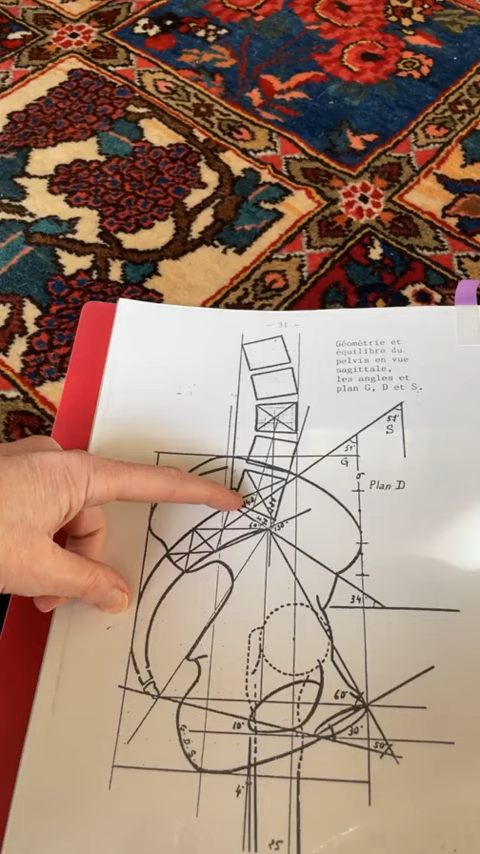 - 31 -
Géométrie et
équilibre du
pelvis en vue
sagittale,
les angles et
plan G, D et S.
51°
S
51°
G
Plan D
34
60°
10°
30°
50°
G.D.S.
4°